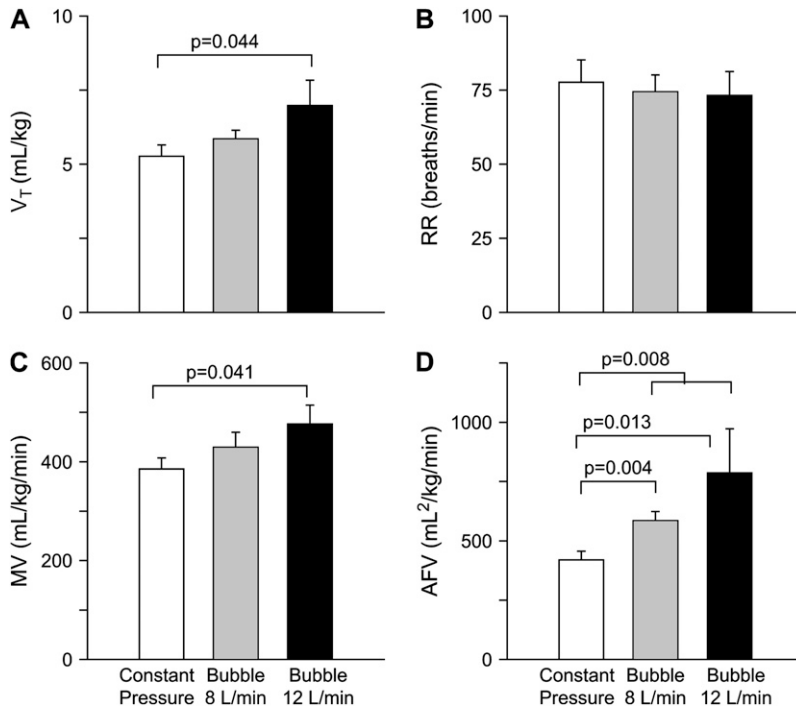 A
V_T (mL/kg)
10
5
0
p=0.044
B
RR (breaths/min)
100
75
50
25
0
C
MV (mL/kg/min)
600
400
200
0
p=0.041
Constant Pressure
Bubble 8 L/min
Bubble 12 L/min
D
AFV (mL²/kg/min)
1000
500
0
p=0.008
p=0.013
p=0.004
Constant Pressure
Bubble 8 L/min
Bubble 12 L/min